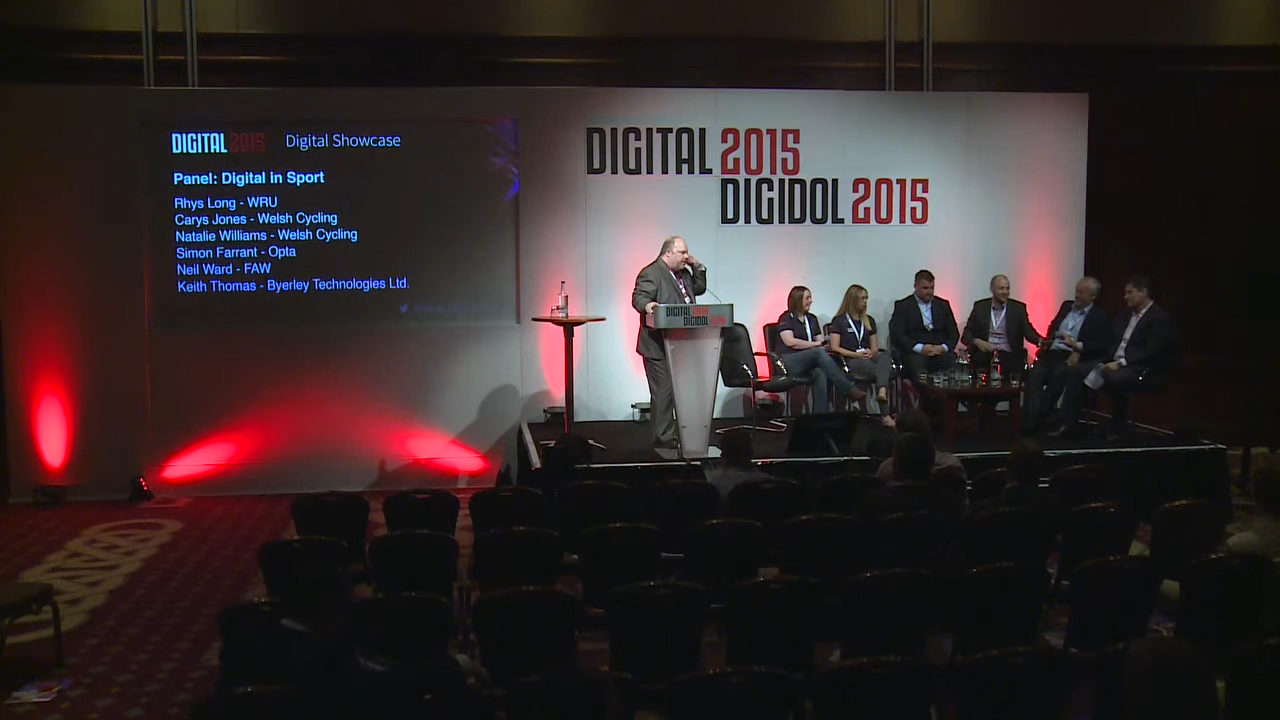 DIGITAL 2015 Digital Showcase
Panel: Digital in Sport
Rhys Long - WRU
Carys Jones - Welsh Cycling
Natalie Williams - Welsh Cycling
Simon Farrant - Opta
Neil Ward - FAW
Keith Thomas - Byerley Technologies Ltd.
DIGITAL 2015
DIGIDOL 2015
DIGITAL 2015
DIGIDOL 2015